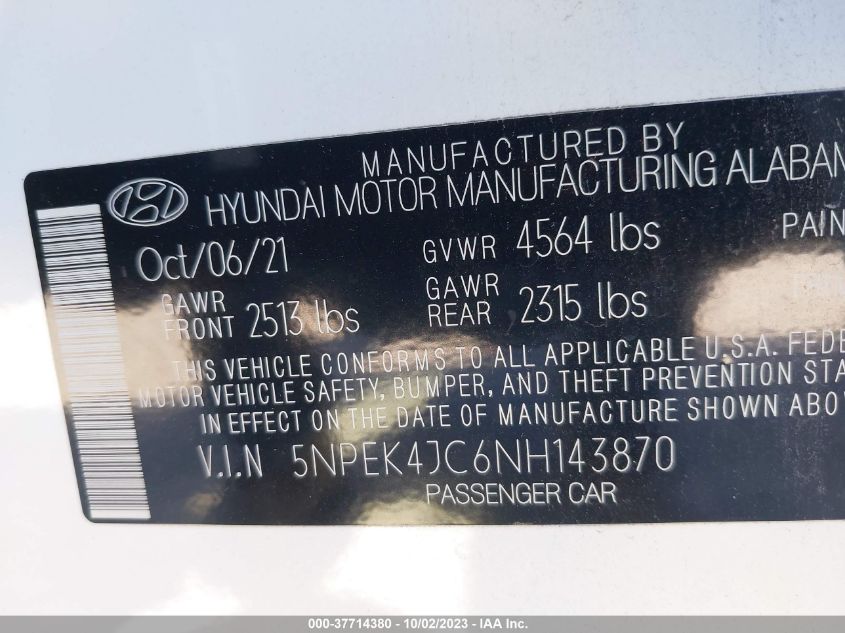 MANUFACTURED BY
HYUNDAI MOTOR MANUFACTURING ALABAM
Oct/06/21 GVWR 4564 lbs PAIN
GAWR FRONT 2513 lbs GAWR REAR 2315 lbs
THIS VEHICLE CONFORMS TO ALL APPLICABLE U.S.A. FEDE
MOTOR VEHICLE SAFETY, BUMPER, AND THEFT PREVENTION STA
IN EFFECT ON THE DATE OF MANUFACTURE SHOWN ABO
V.I.N 5NPEK4JC6NH143870
PASSENGER CAR
000-37714380 - 10/02/2023 - IAA Inc.